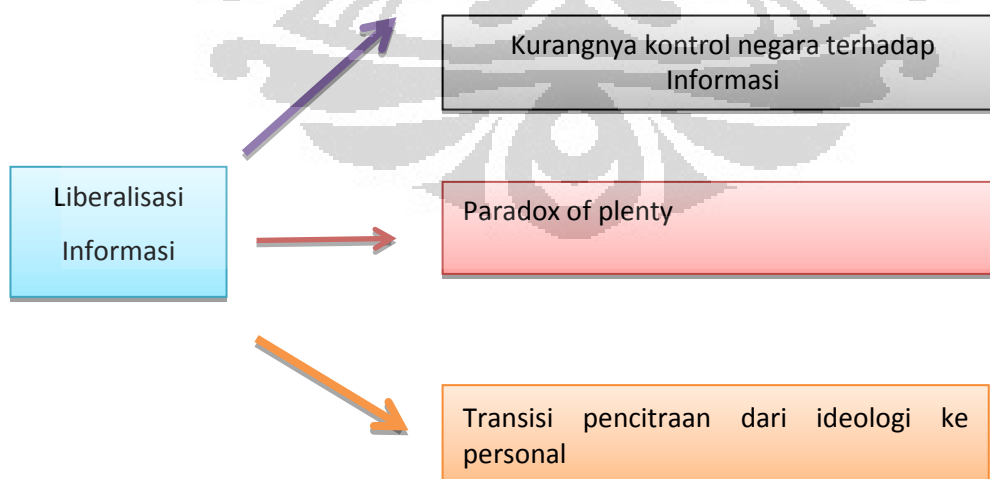 Kurangnya kontrol negara terhadap
Informasi
Liberalisasi
Informasi
Paradox of plenty
Transisi pencitraan dari ideologi ke
personal